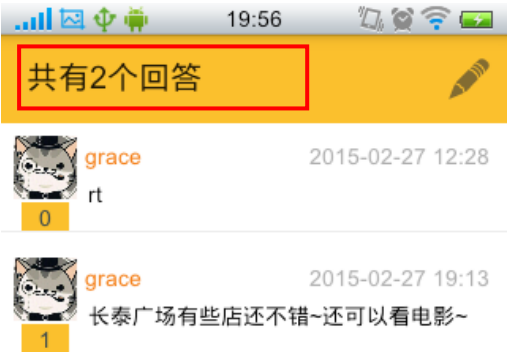 19:56
共有2个回答
grace 2015-02-27 12:28
rt
0
grace 2015-02-27 19:13
长泰广场有些店还不错~还可以看电影~
1